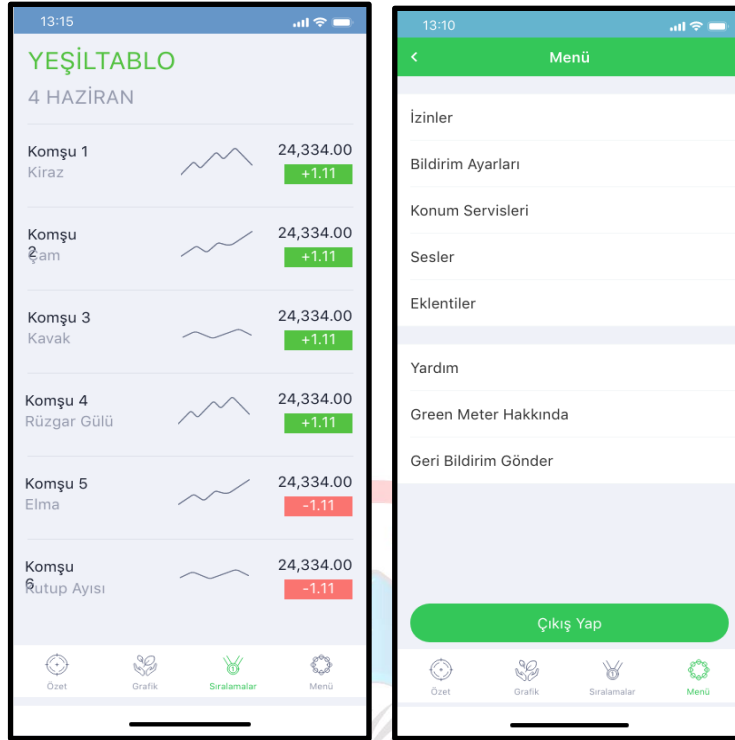 13:15
YEŞİLTABLO
4 HAZİRAN
Komşu 1
Kiraz
24,334.00
+1.11
Komşu
2
Çam
24,334.00
+1.11
Komşu 3
Kavak
24,334.00
+1.11
Komşu 4
Rüzgar Gülü
24,334.00
+1.11
Komşu 5
Elma
24,334.00
-1.11
Komşu
6
Kutup Ayısı
24,334.00
-1.11
Özet
Grafik
Sıralamalar
Menü
13:10
Menü
İzinler
Bildirim Ayarları
Konum Servisleri
Sesler
Eklentiler
Yardım
Green Meter Hakkında
Geri Bildirim Gönder
Çıkış Yap
Özet
Grafik
Sıralamalar
Menü